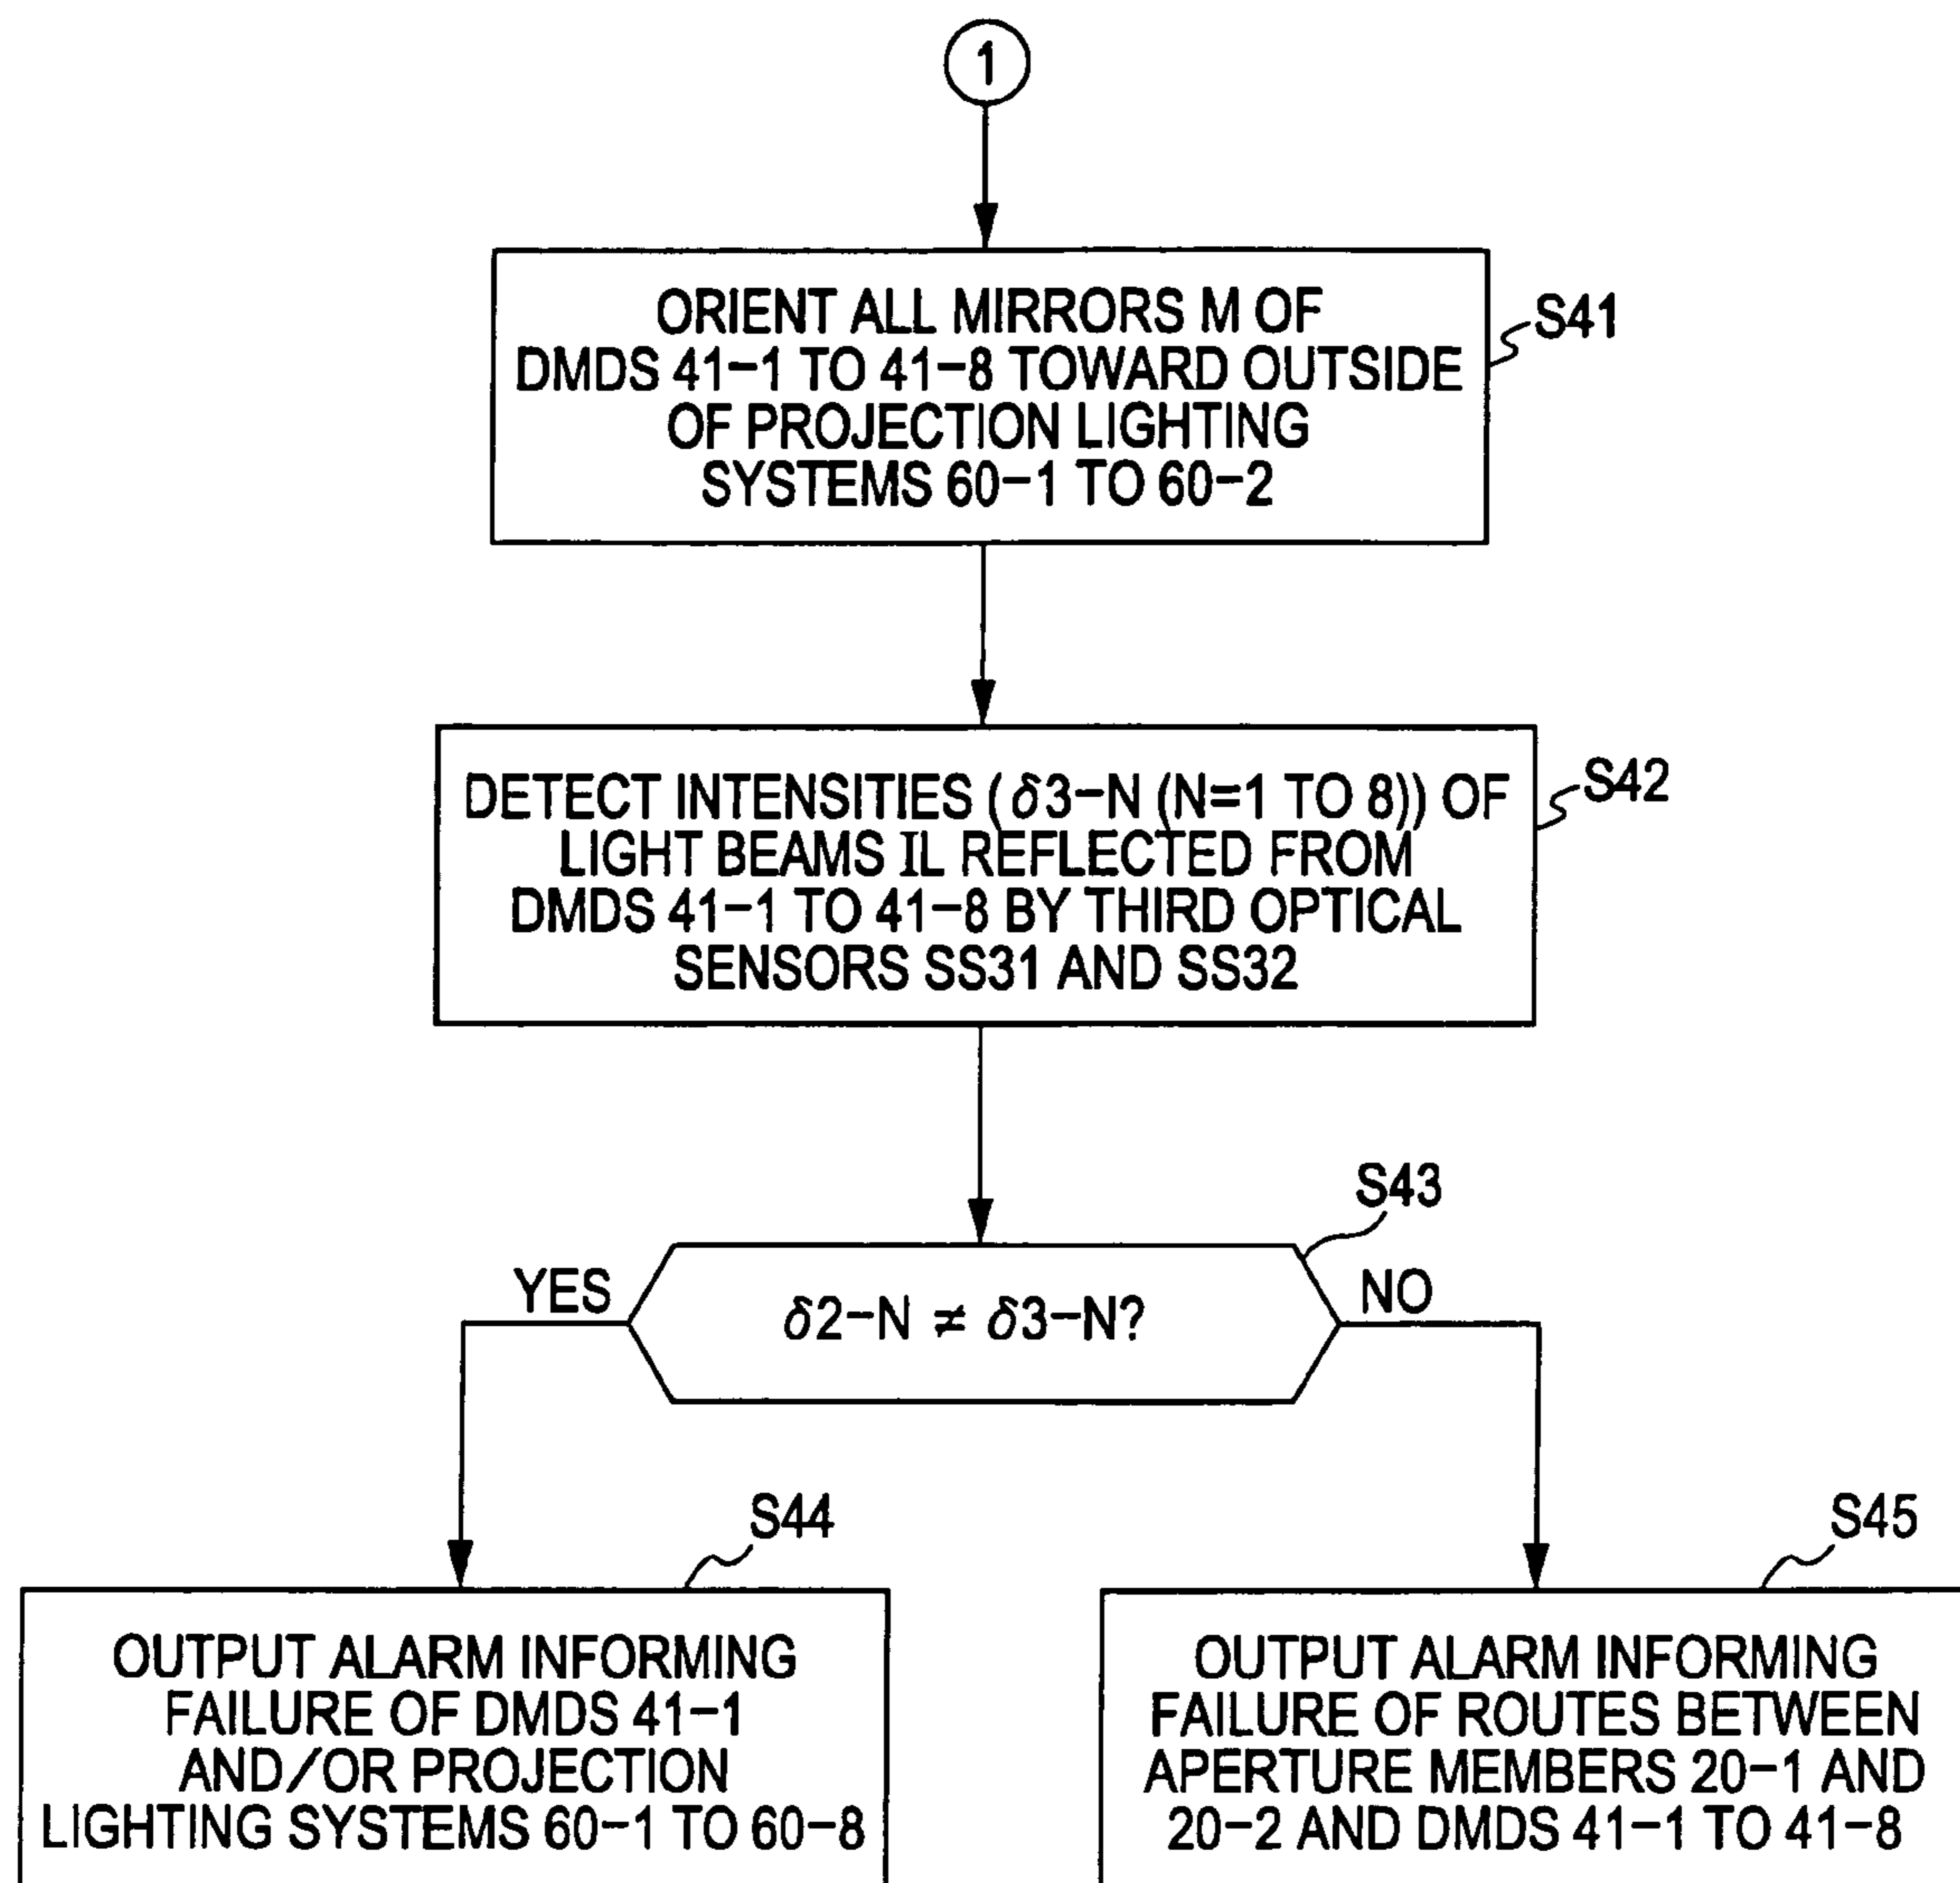 1
ORIENT ALL MIRRORS M OF
DMDS 41-1 TO 41-8 TOWARD OUTSIDE
OF PROJECTION LIGHTING
SYSTEMS 60-1 TO 60-2
S41
DETECT INTENSITIES (δ3-N (N=1 TO 8)) OF
LIGHT BEAMS IL REFLECTED FROM
DMDS 41-1 TO 41-8 BY THIRD OPTICAL
SENSORS SS31 AND SS32
S42
S43
YES
δ2-N ≭ δ3-N?
NO
S44
OUTPUT ALARM INFORMING
FAILURE OF DMDS 41-1
AND/OR PROJECTION
LIGHTING SYSTEMS 60-1 TO 60-8
S45
OUTPUT ALARM INFORMING
FAILURE OF ROUTES BETWEEN
APERTURE MEMBERS 20-1 AND
20-2 AND DMDS 41-1 TO 41-8